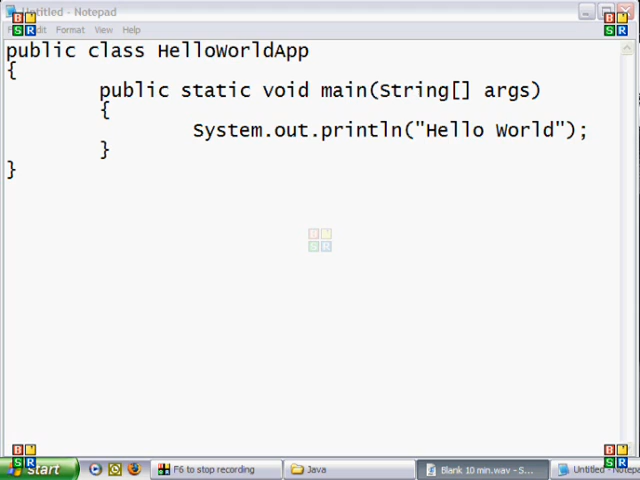 Untitled - Notepad
Edit Format View Help
public class HelloWorldApp
{
public static void main(String[] args)
{
System.out.println("Hello World");
}
}
B
S R
start
F6 to stop recording
Java
Blank 10 min.wav - S...
Untitled - Notepa